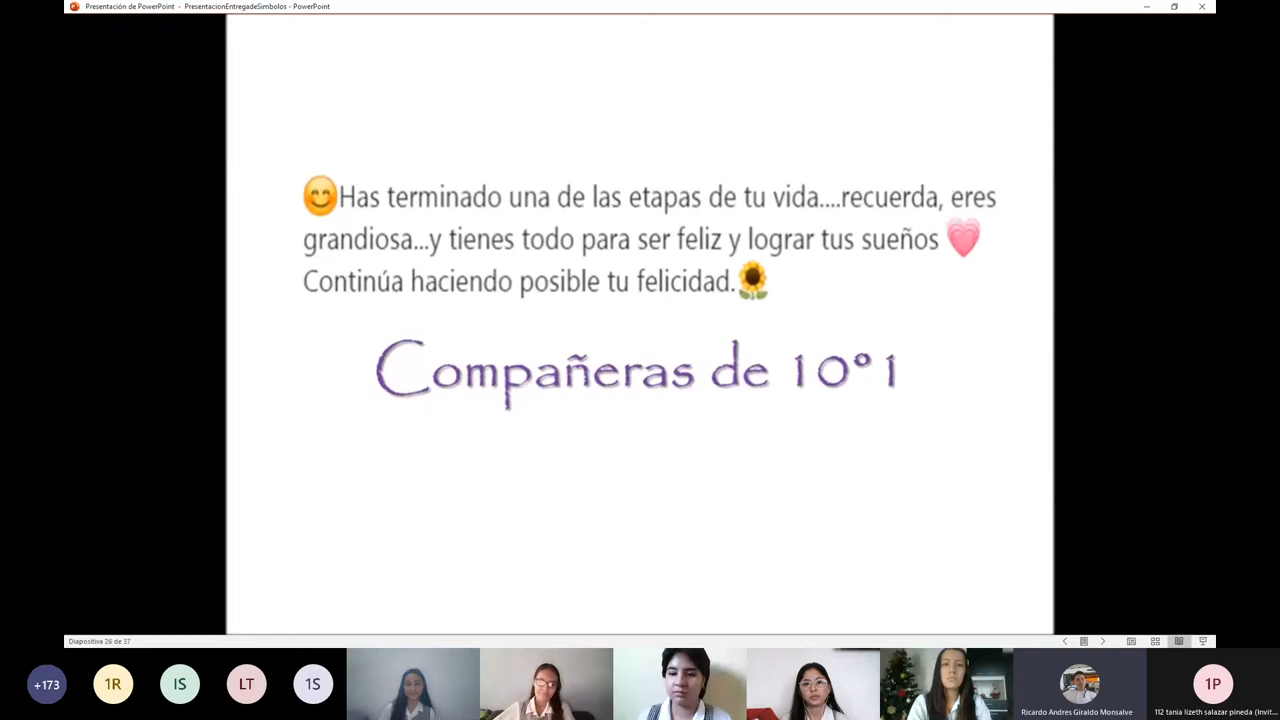 Presentación de PowerPoint - PresentacionEntregadeSimbolos - PowerPoint
😊Has terminado una de las etapas de tu vida....recuerda, eres
grandiosa...y tienes todo para ser feliz y lograr tus sueños 💗
Continúa haciendo posible tu felicidad.🌻
Compañeras de 10°1
Diapositiva 26 de 37
+173
1R
IS
LT
1S
Ricardo Andres Giraldo Monsalve
1P
112 tania lizeth salazar pineda (Invit...